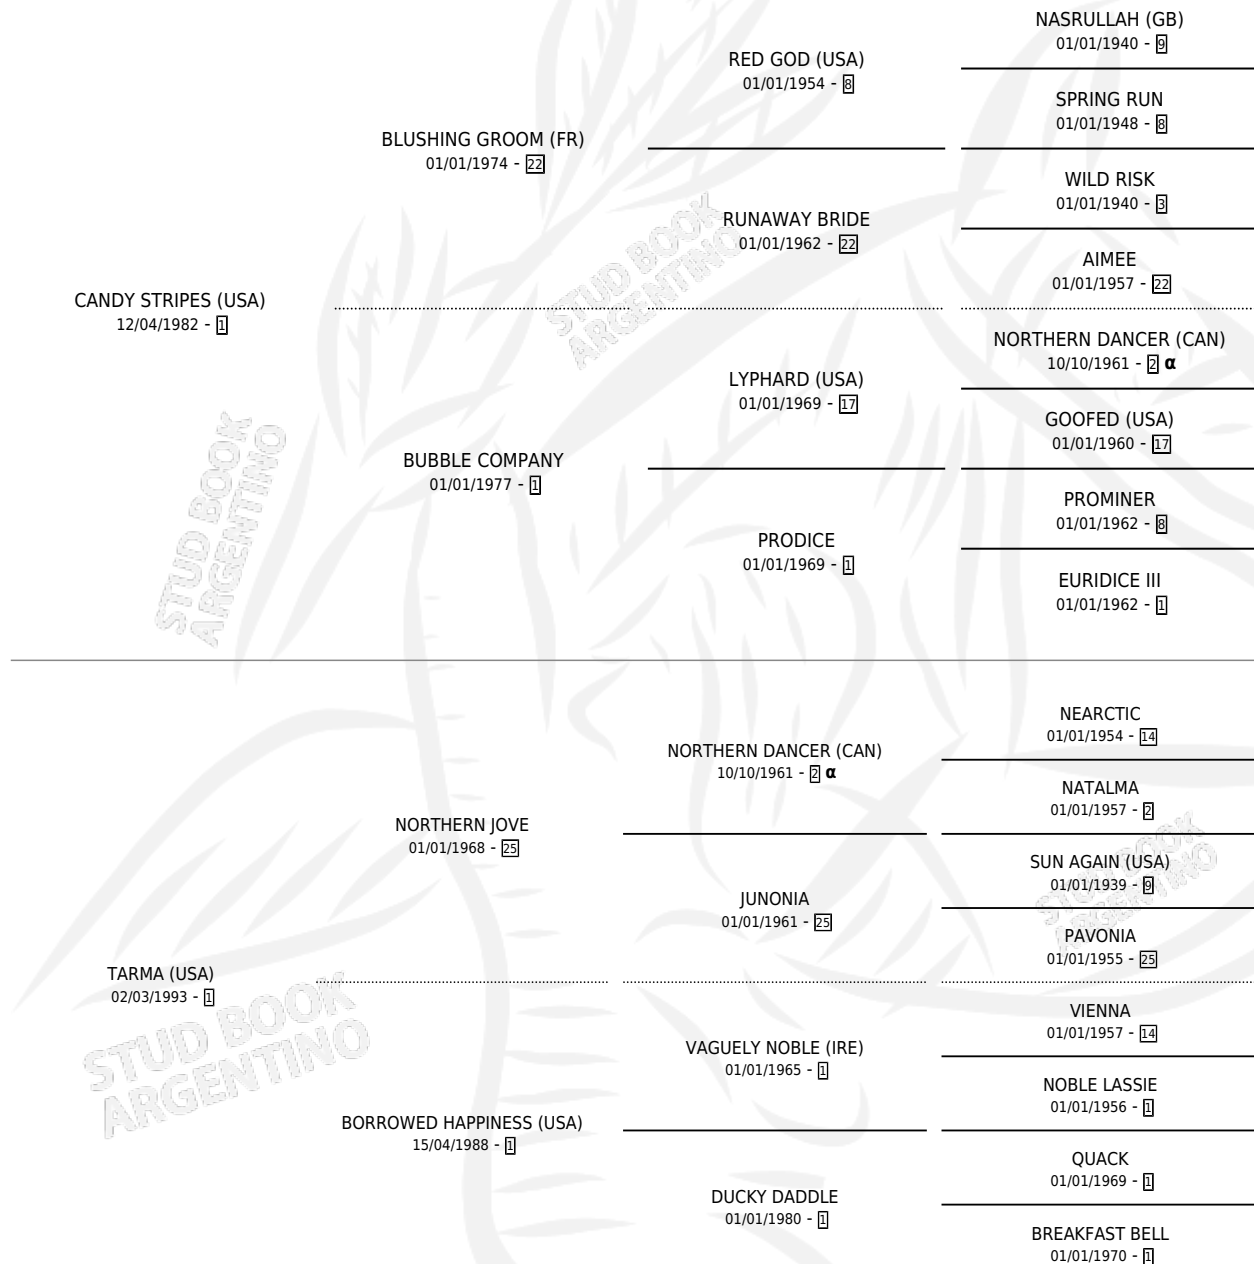 NASRULLAH (GB)
01/01/1940 - 9
RED GOD (USA)
01/01/1954 - 8
SPRING RUN
01/01/1948 - 8
BLUSHING GROOM (FR)
01/01/1974 - 22
WILD RISK
01/01/1940 - 3
RUNAWAY BRIDE
01/01/1962 - 22
AIMEE
01/01/1957 - 22
CANDY STRIPES (USA)
12/04/1982 - 1
NORTHERN DANCER (CAN)
10/10/1961 - 2 α
LYPHARD (USA)
01/01/1969 - 17
GOOFED (USA)
01/01/1960 - 17
BUBBLE COMPANY
01/01/1977 - 1
PROMINER
01/01/1962 - 8
PRODICE
01/01/1969 - 1
EURIDICE III
01/01/1962 - 1
STUD BOOK
ARGENTINO
STUD BOOK
ARGENTINO
NEARCTIC
01/01/1954 - 14
NORTHERN DANCER (CAN)
10/10/1961 - 2 α
NATALMA
01/01/1957 - 2
NORTHERN JOVE
01/01/1968 - 25
SUN AGAIN (USA)
01/01/1939 - 9
JUNONIA
01/01/1961 - 25
PAVONIA
01/01/1955 - 25
TARMA (USA)
02/03/1993 - 1
VIENNA
01/01/1957 - 14
VAGUELY NOBLE (IRE)
01/01/1965 - 1
NOBLE LASSIE
01/01/1956 - 1
BORROWED HAPPINESS (USA)
15/04/1988 - 1
QUACK
01/01/1969 - 1
DUCKY DADDLE
01/01/1980 - 1
BREAKFAST BELL
01/01/1970 - 1
STUD BOOK
ARGENTINO
STUD BOOK
ARGENTINO